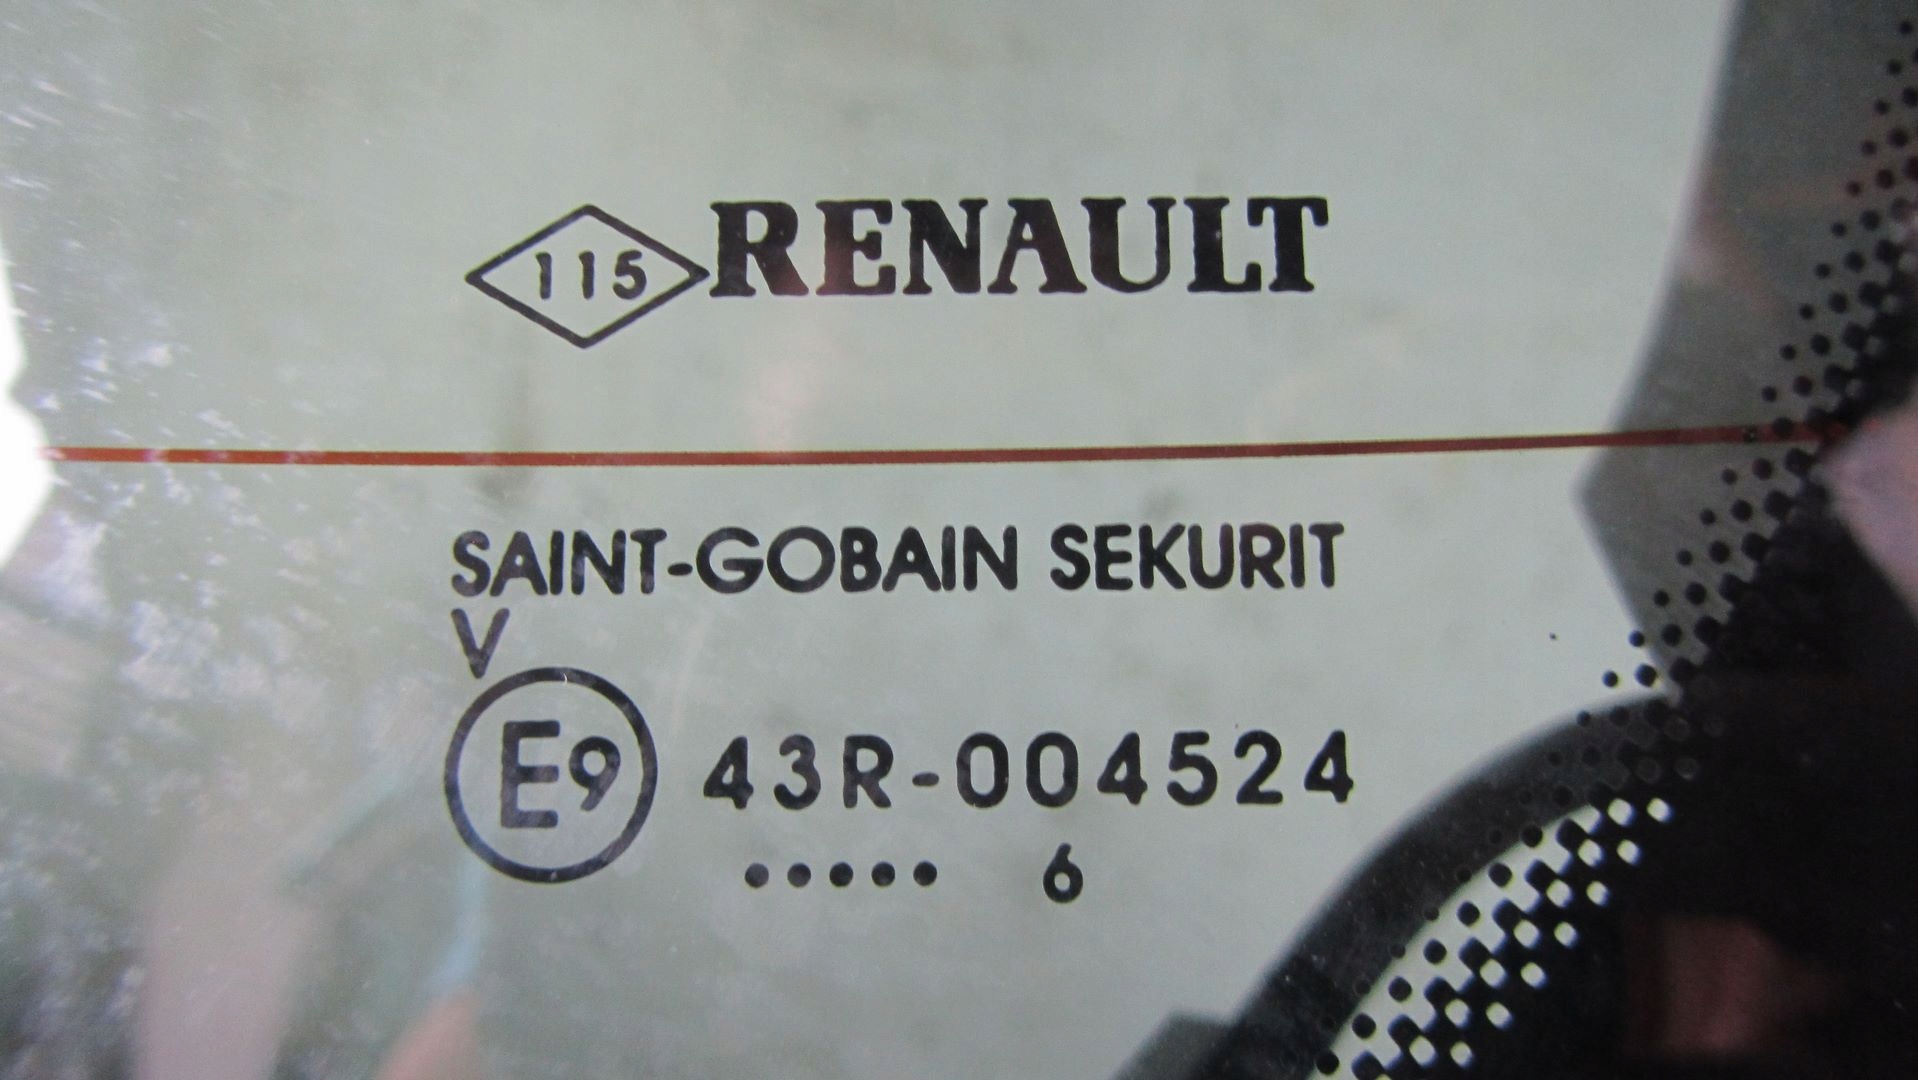 115 RENAULT
SAINT-GOBAIN SEKURIT
V
E9 43R-004524
..... 6